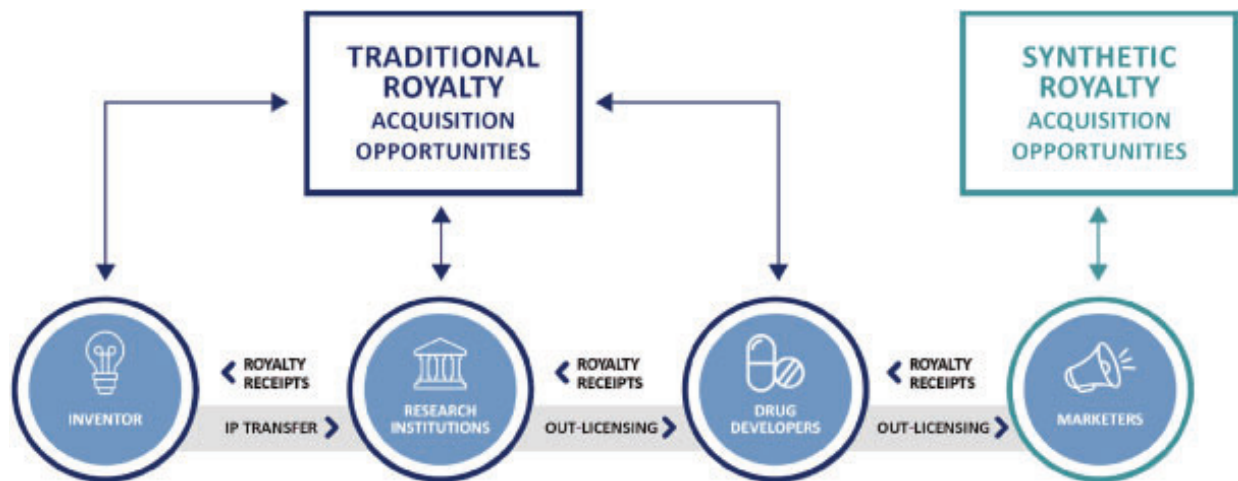 TRADITIONAL
ROYALTY
ACQUISITION
OPPORTUNITIES
SYNTHETIC
ROYALTY
ACQUISITION
OPPORTUNITIES
INVENTOR
ROYALTY
RECEIPTS
IP TRANSFER
RESEARCH
INSTITUTIONS
ROYALTY
RECEIPTS
OUT-LICENSING
DRUG
DEVELOPERS
ROYALTY
RECEIPTS
OUT-LICENSING
MARKETERS